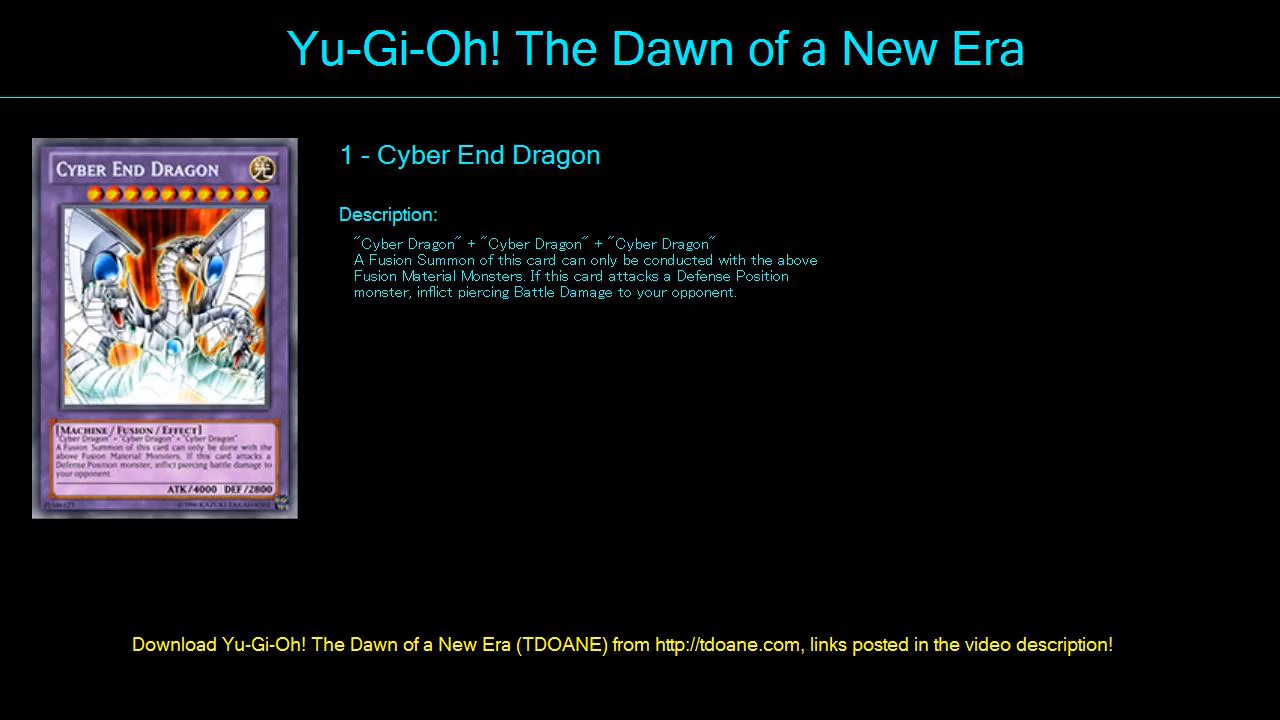 Yu-Gi-Oh! The Dawn of a New Era
CYBER END DRAGON
光
[MACHINE / FUSION / EFFECT]
"Cyber Dragon" + "Cyber Dragon" + "Cyber Dragon"
A Fusion Summon of this card can only be done with the
above Fusion Material Monsters. If this card attacks a
Defense Position monster, inflict piercing battle damage to
your opponent.
ATK/4000 DEF/2800
KAZUKI TAKAHASHI
1 - Cyber End Dragon
Description:
"Cyber Dragon" + "Cyber Dragon" + "Cyber Dragon"
A Fusion Summon of this card can only be conducted with the above
Fusion Material Monsters. If this card attacks a Defense Position
monster, inflict piercing Battle Damage to your opponent.
Download Yu-Gi-Oh! The Dawn of a New Era (TDOANE) from http://tdoane.com, links posted in the video description!